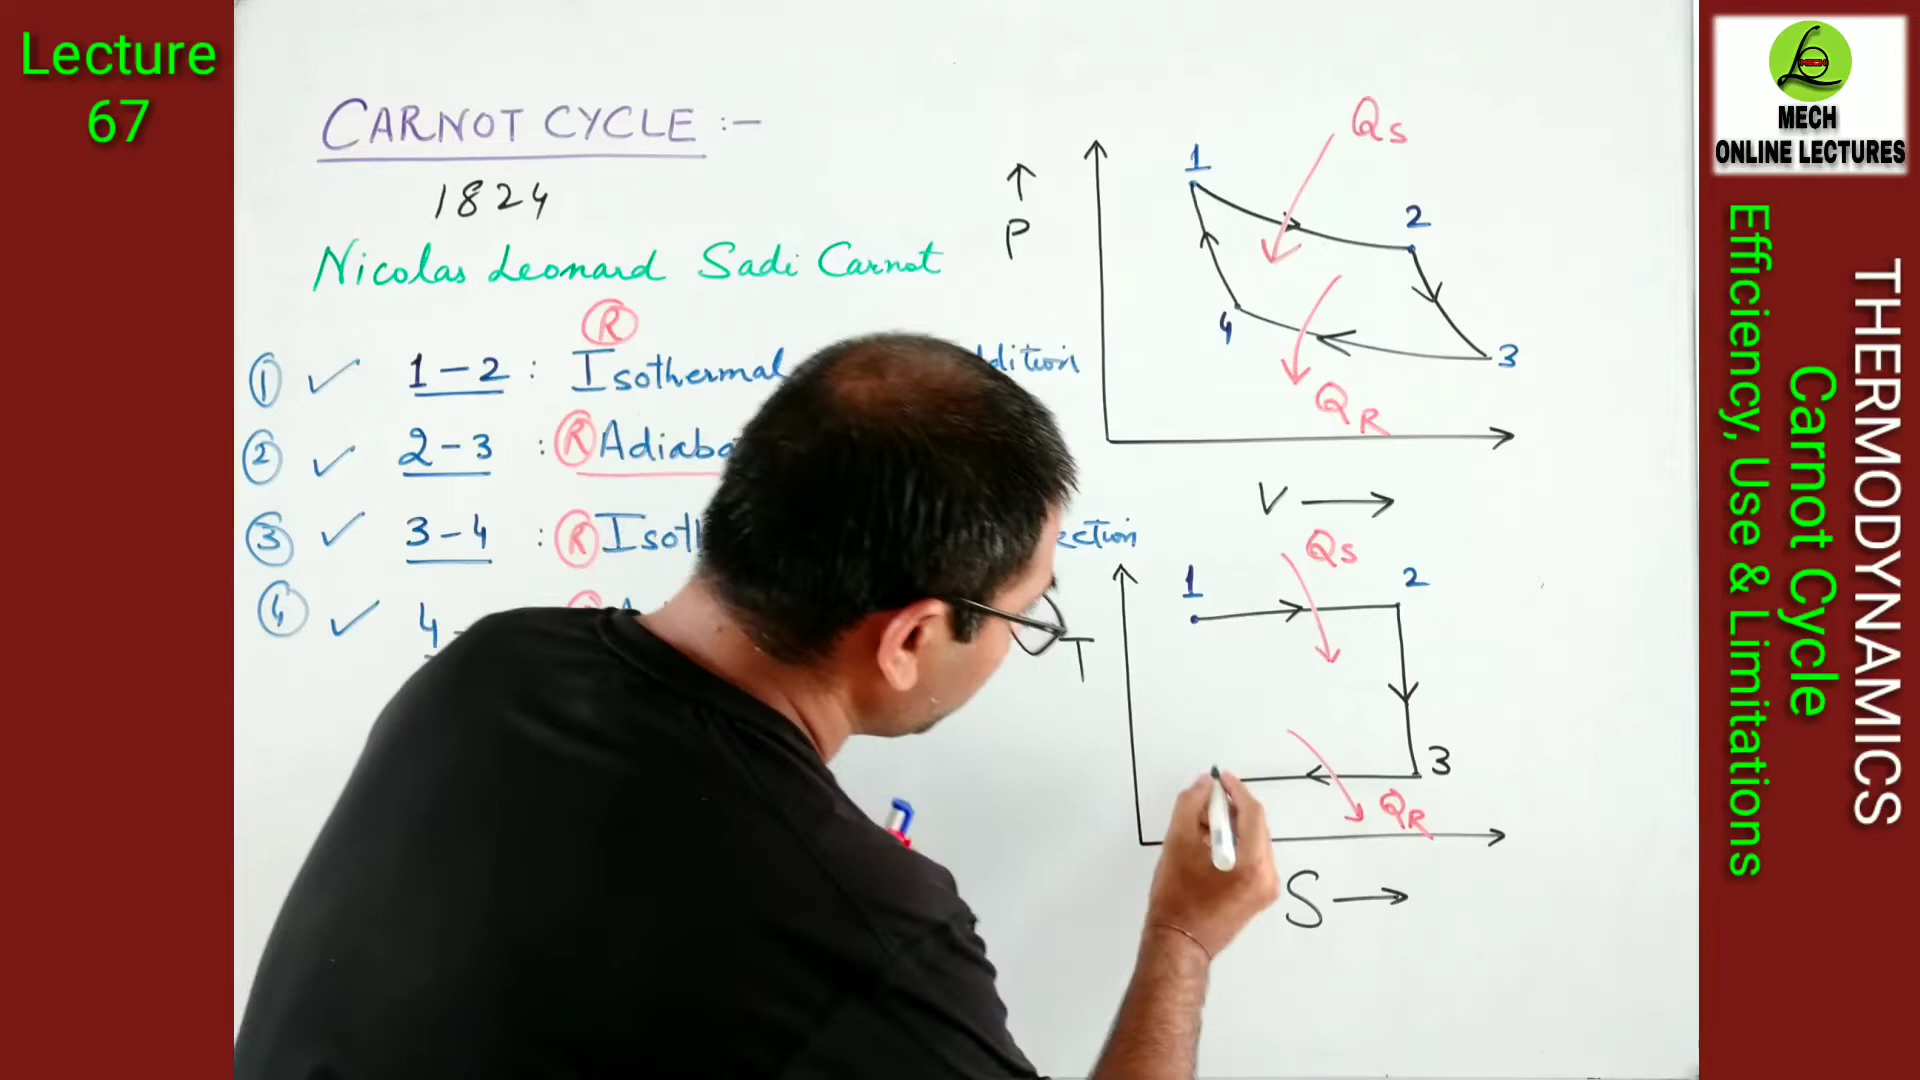 Lecture
67
CARNOT CYCLE :-
1824
Nicolas Leonard Sadi Carnot
R
① ✓ 1-2 : Isothermal
② ✓ 2-3 : R
③ ✓ 3-4 : R
④ ✓ 4-
P
1
2
3
4
QS
QR
V
T
1
2
3
QS
QR
S
MECH
MECH
ONLINE LECTURES
THERMODYNAMICS
Carnot Cycle
Efficiency, Use & Limitations